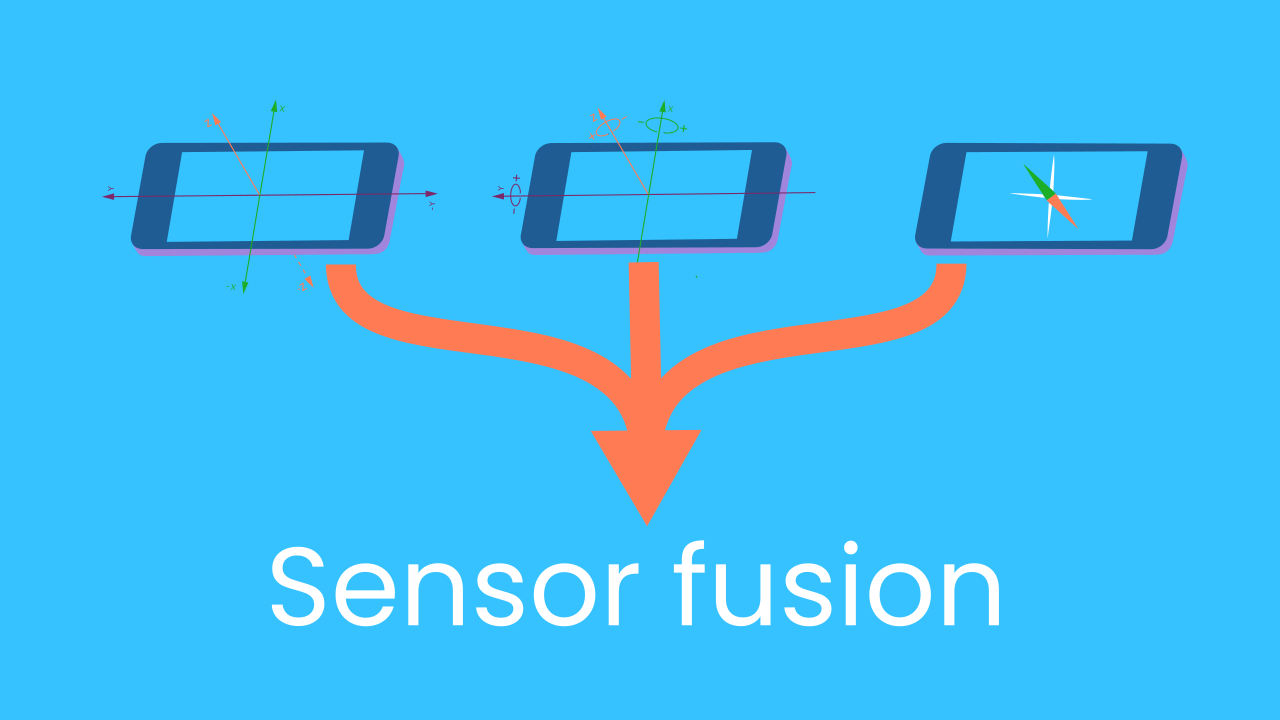 X
Z
Y
-Y
-X
-Z
X
Z
- +
Y
+
-
Sensor fusion